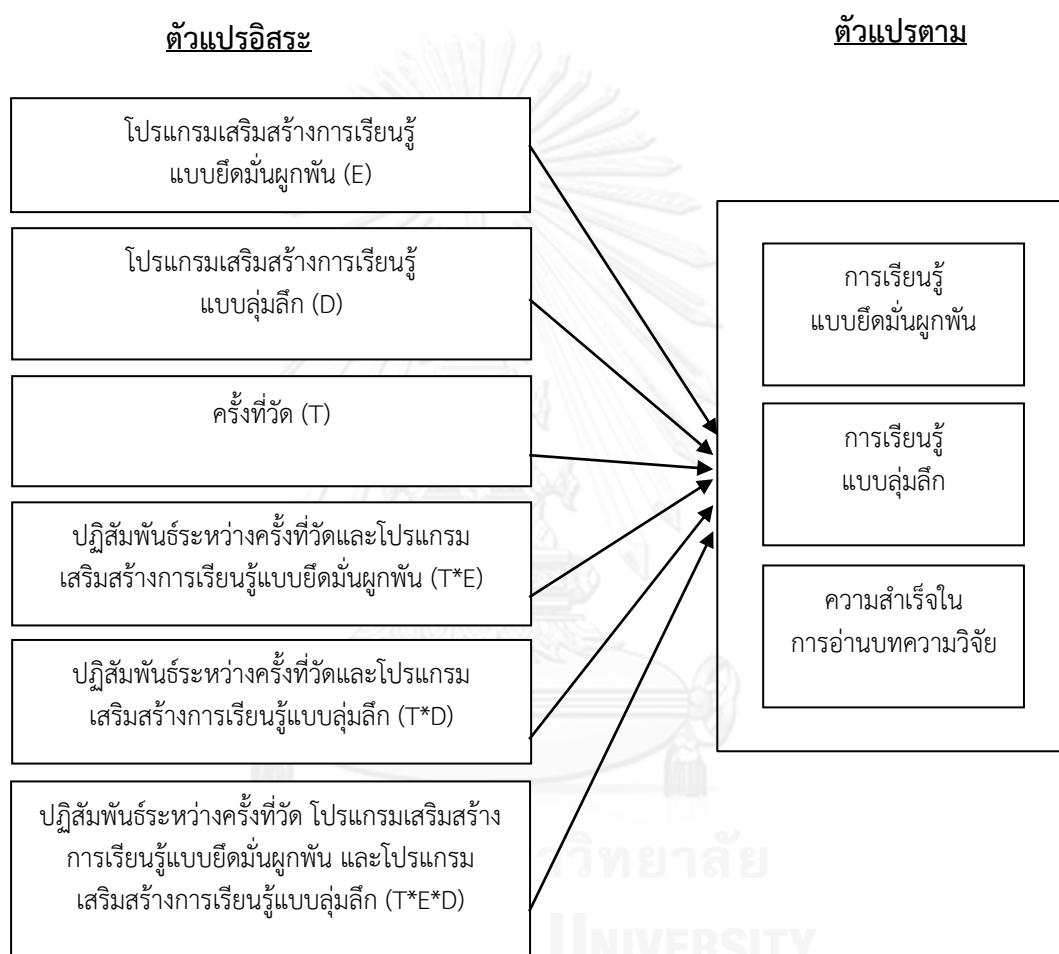 ตัวแปรอิสระ
ตัวแปรตาม
โปรแกรมเสริมสร้างการเรียนรู้
แบบยึดมั่นผูกพัน (E)
โปรแกรมเสริมสร้างการเรียนรู้
แบบลุ่มลึก (D)
ครั้งที่วัด (T)
ปฏิสัมพันธ์ระหว่างครั้งที่วัดและโปรแกรม
เสริมสร้างการเรียนรู้แบบยึดมั่นผูกพัน (T*E)
ปฏิสัมพันธ์ระหว่างครั้งที่วัดและโปรแกรม
เสริมสร้างการเรียนรู้แบบลุ่มลึก (T*D)
ปฏิสัมพันธ์ระหว่างครั้งที่วัด โปรแกรมเสริมสร้าง
การเรียนรู้แบบยึดมั่นผูกพัน และโปรแกรม
เสริมสร้างการเรียนรู้แบบลุ่มลึก (T*E*D)
การเรียนรู้
แบบยึดมั่นผูกพัน
การเรียนรู้
แบบลุ่มลึก
ความสำเร็จใน
การอ่านบทความวิจัย
วิทยาลัย
UNIVERSITY